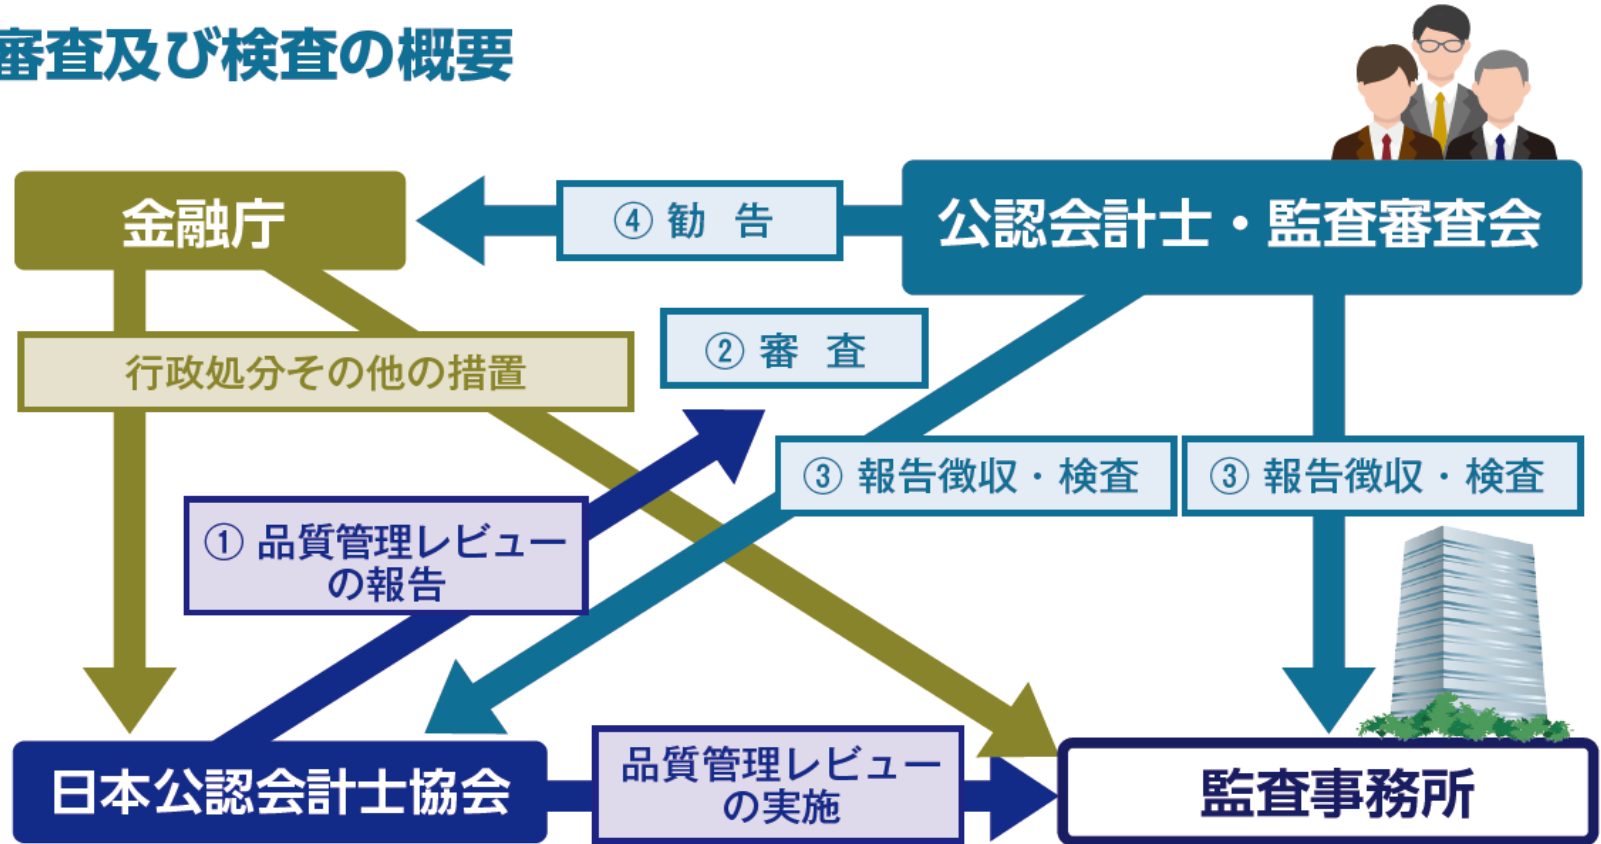 審査及び検査の概要
金融庁
④ 勧 告
公認会計士・監査審査会
行政処分その他の措置
② 審 査
③ 報告徴収・検査
③ 報告徴収・検査
① 品質管理レビュー
の報告
日本公認会計士協会
品質管理レビュー
の実施
監査事務所